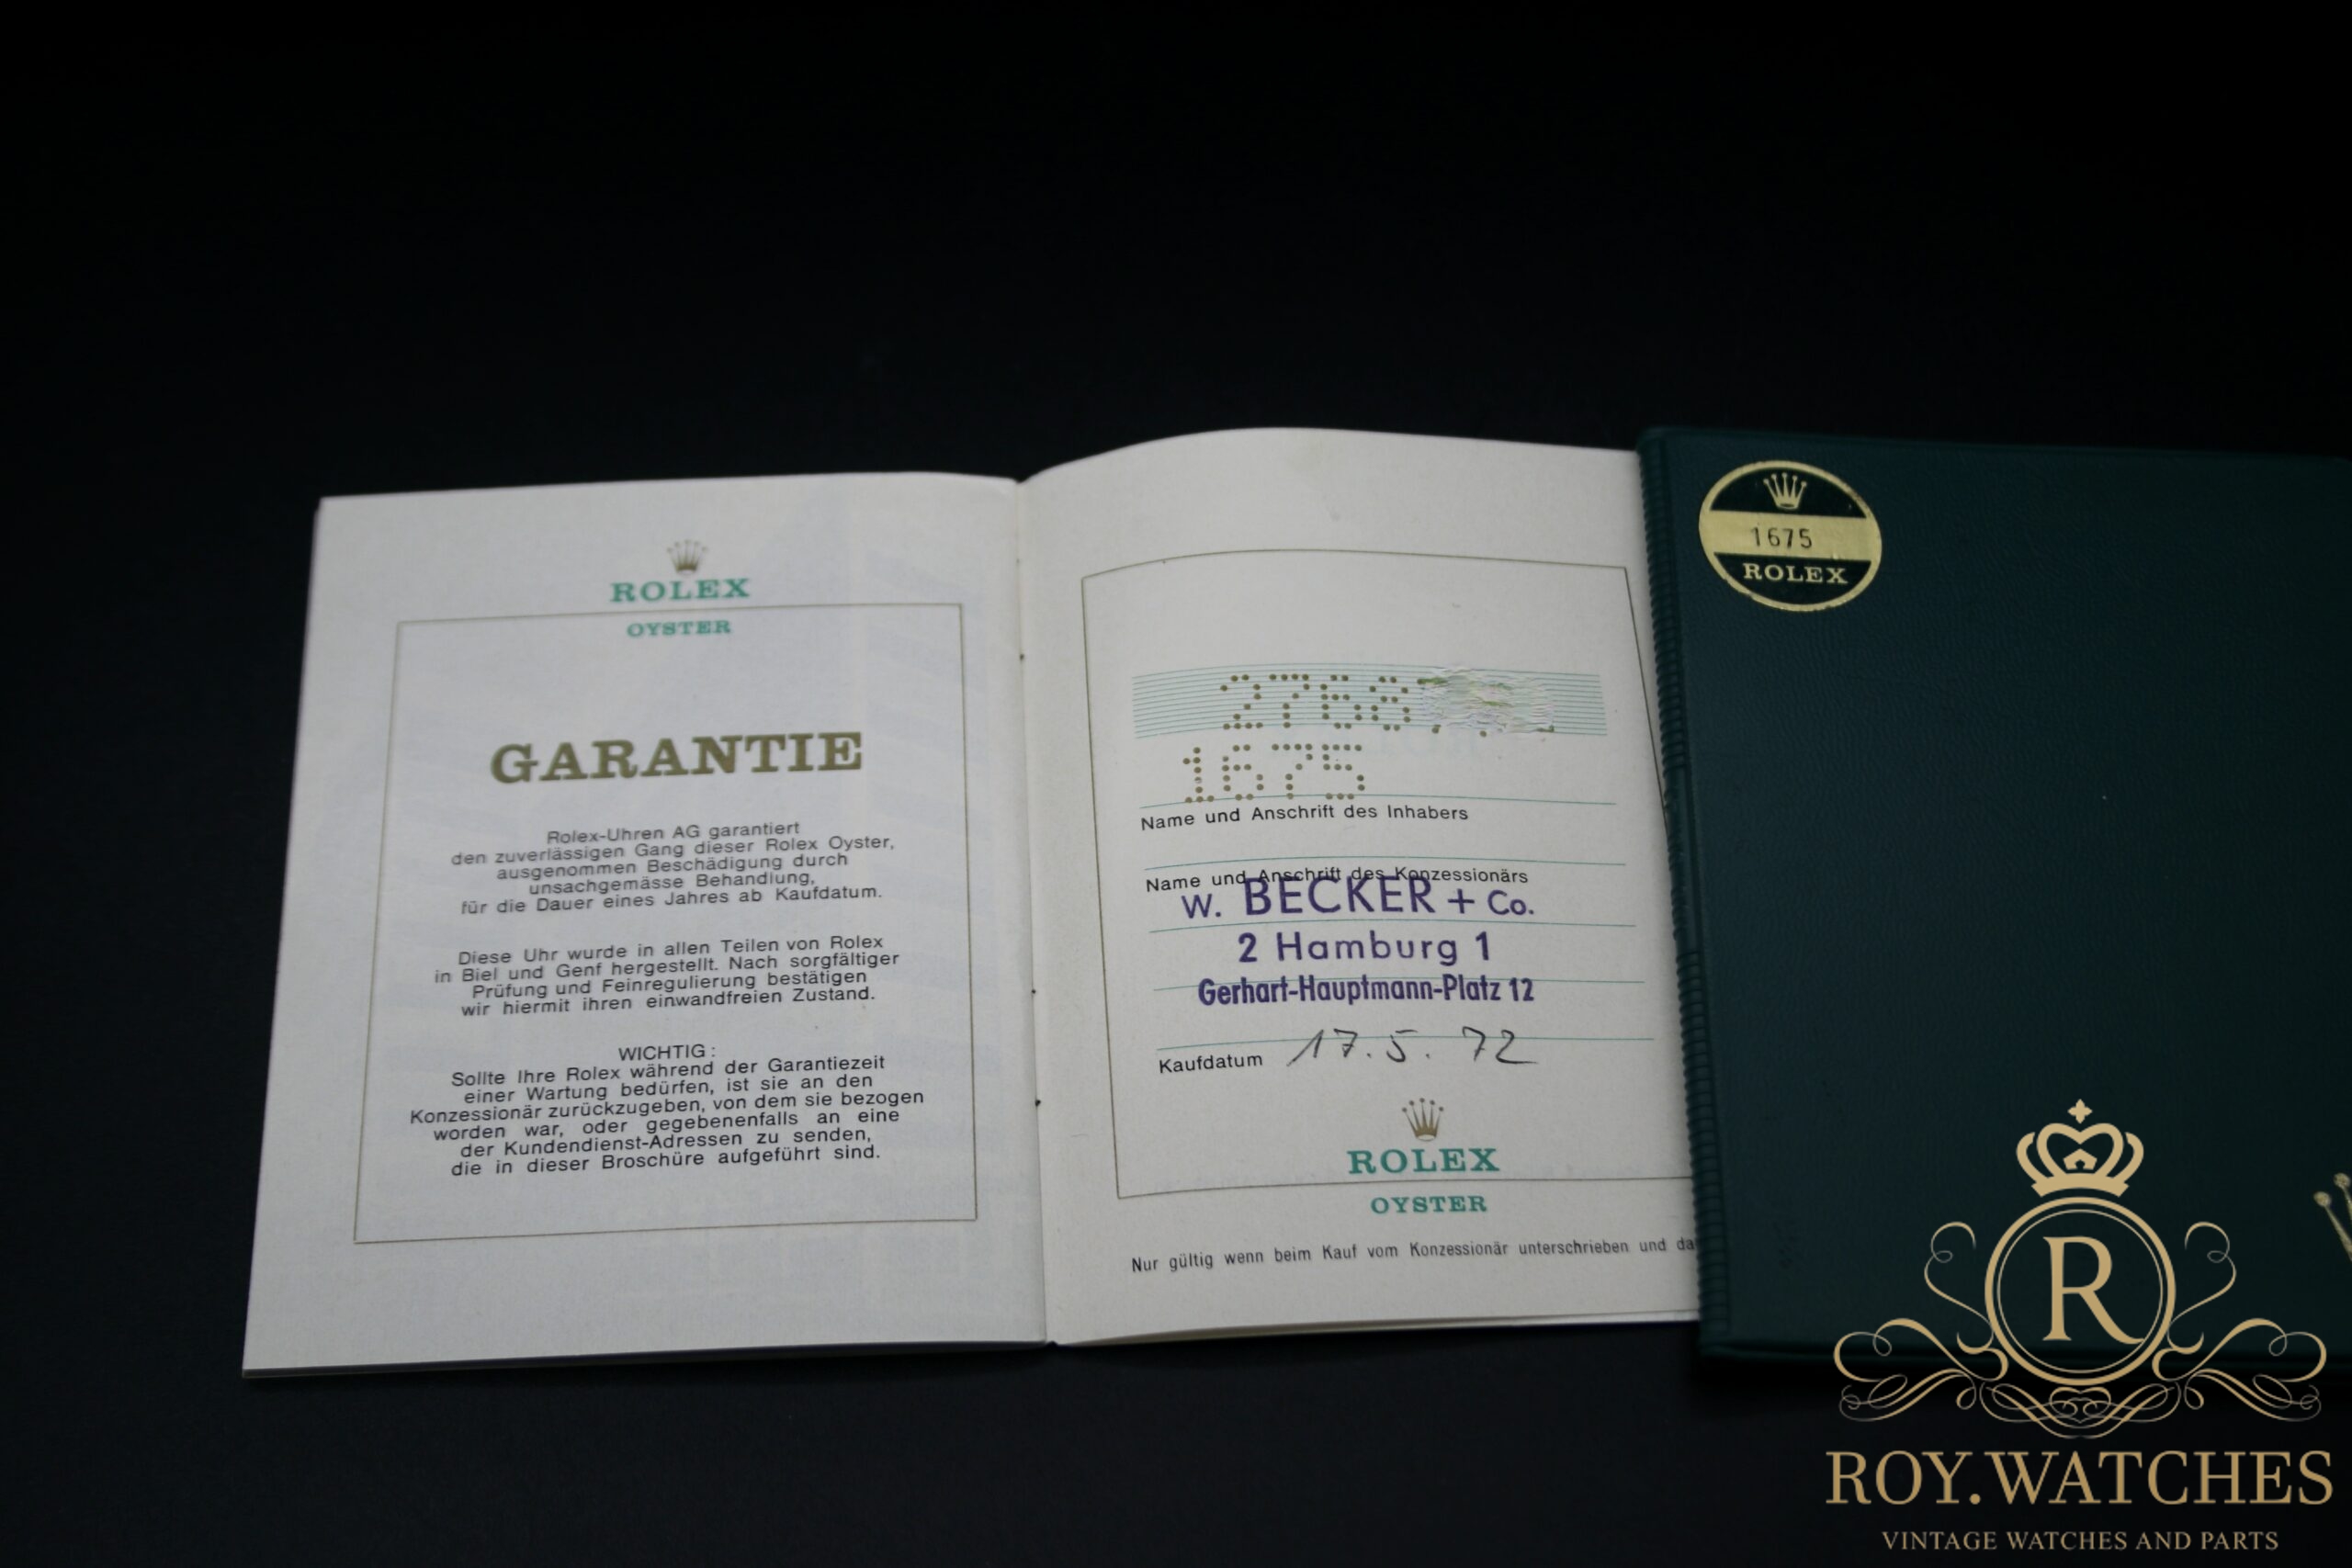 ROLEX
OYSTER
GARANTIE
Rolex-Uhren AG garantiert
den zuverlässigen Gang dieser Rolex Oyster,
ausgenommen Beschädigung durch
unsachgemässe Behandlung,
für die Dauer eines Jahres ab Kaufdatum.
Diese Uhr wurde in allen Teilen von Rolex
in Biel und Genf hergestellt. Nach sorgfältiger
Prüfung und Feinregulierung bestätigen
wir hiermit ihren einwandfreien Zustand.
WICHTIG :
Sollte Ihre Rolex während der Garantiezeit
einer Wartung bedürfen, ist sie an den
Konzessionär zurückzugeben, von dem sie bezogen
worden war, oder gegebenenfalls an eine
der Kundendienst-Adressen zu senden,
die in dieser Broschüre aufgeführt sind.
2768
1675
Name und Anschrift des Inhabers
Name und Anschrift des Konzessionärs
W. BECKER + Co.
2 Hamburg 1
Gerhart-Hauptmann-Platz 12
Kaufdatum 17. 5. 72
ROLEX
OYSTER
Nur gültig wenn beim Kauf vom Konzessionär unterschrieben und da
1675
ROLEX
R
ROY.WATCHES
VINTAGE WATCHES AND PARTS